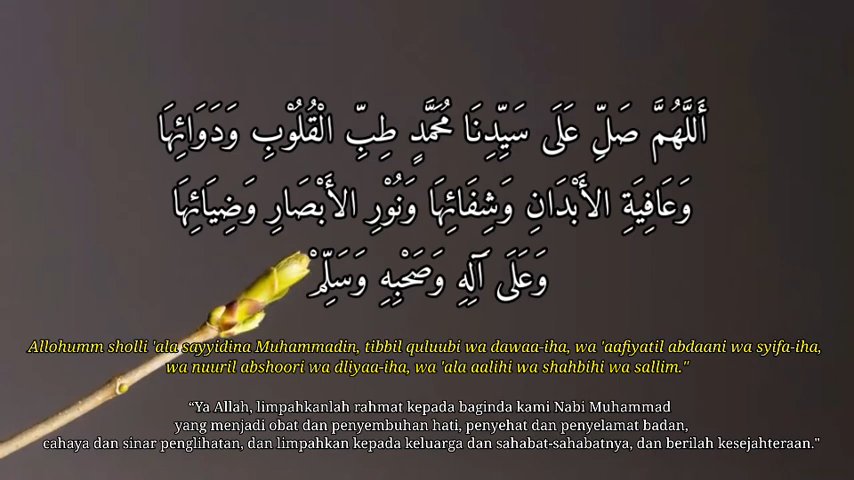 أَللَّهُمَّ صَلِّ عَلَى سَيِّدِنَا مُحَمَّدٍ طِبِّ الْقُلُوْبِ وَدَوَائِهَا
وَعَافِيَةِ الأَبْدَانِ وَشِفَائِهَا وَنُوْرِ الأَبْصَارِ وَضِيَائِهَا
وَعَلَى آلِهِ وَصَحْبِهِ وَسَلِّمْ
Allohumm sholli 'ala sayyidina Muhammadin, tibbil quluubi wa dawaa-iha, wa 'aafiyatil abdaani wa syifa-iha,
wa nuuril abshoori wa dliyaa-iha, wa 'ala aalihi wa shahbihi wa sallim."
“Ya Allah, limpahkanlah rahmat kepada baginda kami Nabi Muhammad
yang menjadi obat dan penyembuhan hati, penyehat dan penyelamat badan,
cahaya dan sinar penglihatan, dan limpahkan kepada keluarga dan sahabat-sahabatnya, dan berilah kesejahteraan."